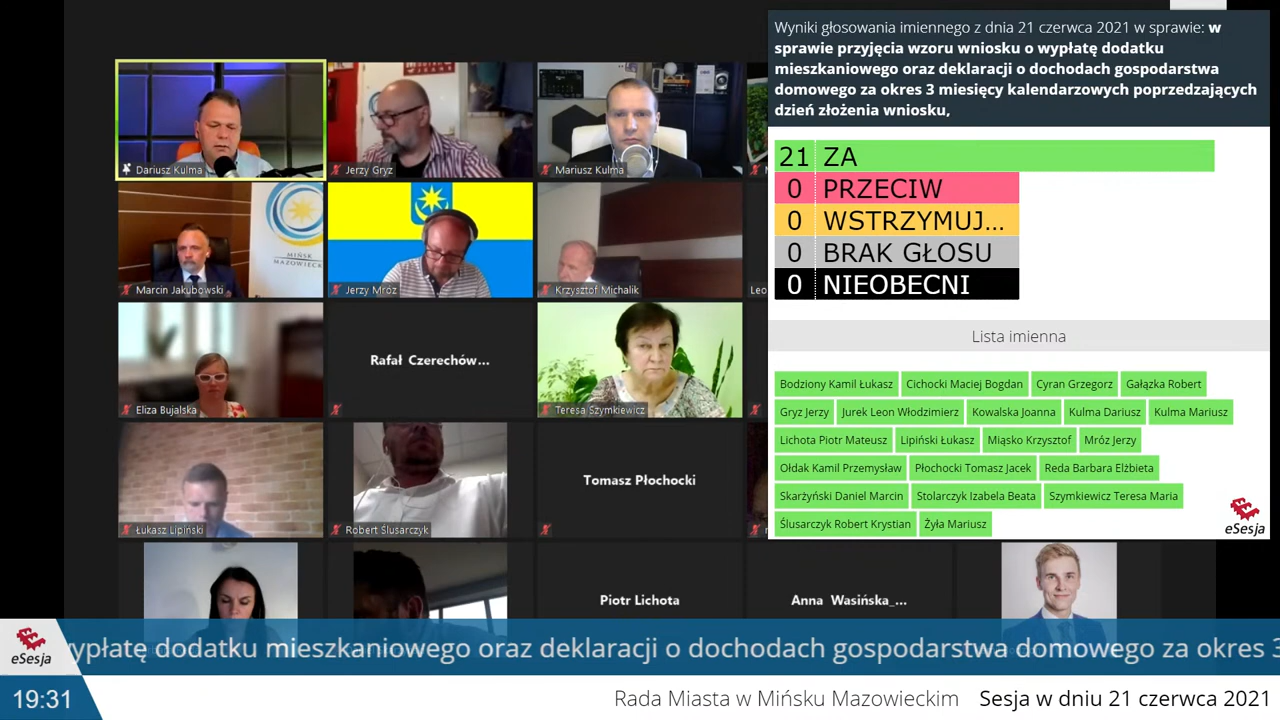 Wyniki głosowania imiennego z dnia 21 czerwca 2021 w sprawie: w
sprawie przyjęcia wzoru wniosku o wypłatę dodatku
mieszkaniowego oraz deklaracji o dochodach gospodarstwa
domowego za okres 3 miesięcy kalendarzowych poprzedzających
dzień złożenia wniosku,
21 ZA
0 PRZECIW
0 WSTRZYMUJ...
0 BRAK GŁOSU
0 NIEOBECNI
Lista imienna
Bodziony Kamil Łukasz Cichocki Maciej Bogdan Cyran Grzegorz Gałązka Robert
Gryz Jerzy Jurek Leon Włodzimierz Kowalska Joanna Kulma Dariusz Kulma Mariusz
Lichota Piotr Mateusz Lipiński Łukasz Miąsko Krzysztof Mróz Jerzy
Ołdak Kamil Przemysław Płochocki Tomasz Jacek Reda Barbara Elżbieta
Skarżyński Daniel Marcin Stolarczyk Izabela Beata Szymkiewicz Teresa Maria
Ślusarczyk Robert Krystian Żyła Mariusz
eSesja
Dariusz Kulma Jerzy Gryz Mariusz Kulma
MIŃSK
Marcin Jakubowski Jerzy Mróz Krzysztof Michalik Leo
Rafał Czerechów...
Eliza Bujalska Teresa Szymkiewicz
Tomasz Płochocki
Łukasz Lipiński Robert Ślusarczyk
Piotr Lichota Anna Wasińska_...
eSesja
wypłatę dodatku mieszkaniowego oraz deklaracji o dochodach gospodarstwa domowego za okres 3
19:31
Rada Miasta w Mińsku Mazowieckim Sesja w dniu 21 czerwca 2021